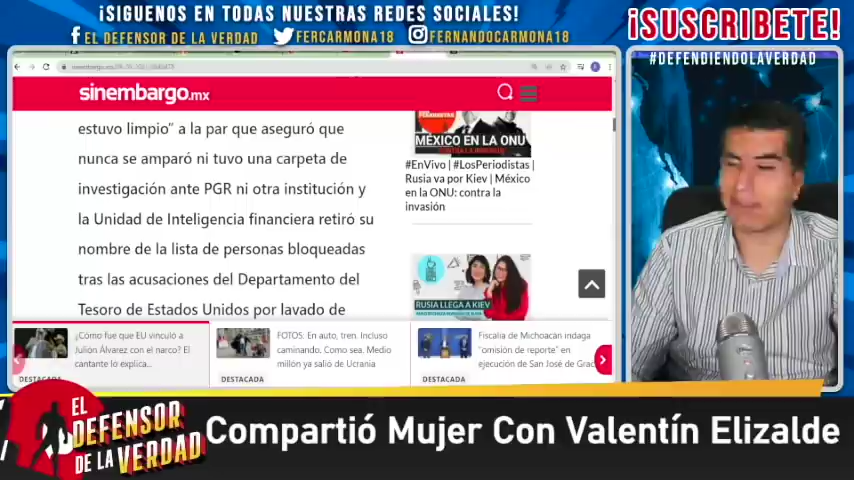 ¡SIGUENOS EN TODAS NUESTRAS REDES SOCIALES!
EL DEFENSOR DE LA VERDAD
FERCARMONA18
FERNANDOCARMONA18
¡SUSCRIBETE!
#DEFENDIENDOLAVERDAD
sinembargo.mx
estuvo limpio” a la par que aseguró que
nunca se amparó ni tuvo una carpeta de
investigación ante PGR ni otra institución y
la Unidad de Inteligencia financiera retiró su
nombre de la lista de personas bloqueadas
tras las acusaciones del Departamento del
Tesoro de Estados Unidos por lavado de
MÉXICO EN LA ONU
#EnVivo | #LosPeriodistas |
Rusia va por Kiev | México
en la ONU: contra la
invasión
RUSIA LLEGA A KIEV
¿Cómo fue que EU vinculó a
Julión Álvarez con el narco? El
cantante lo explica...
DESTACADA
FOTOS: En auto, tren. Incluso
caminando. Como sea. Medio
millón ya salió de Ucrania
DESTACADA
Fiscalía de Michoacán indaga
“omisión de reporte” en
ejecución de San José de Grac
DESTACADA
EL
DEFENSOR
DE LA VERDAD
Compartió Mujer Con Valentín Elizalde